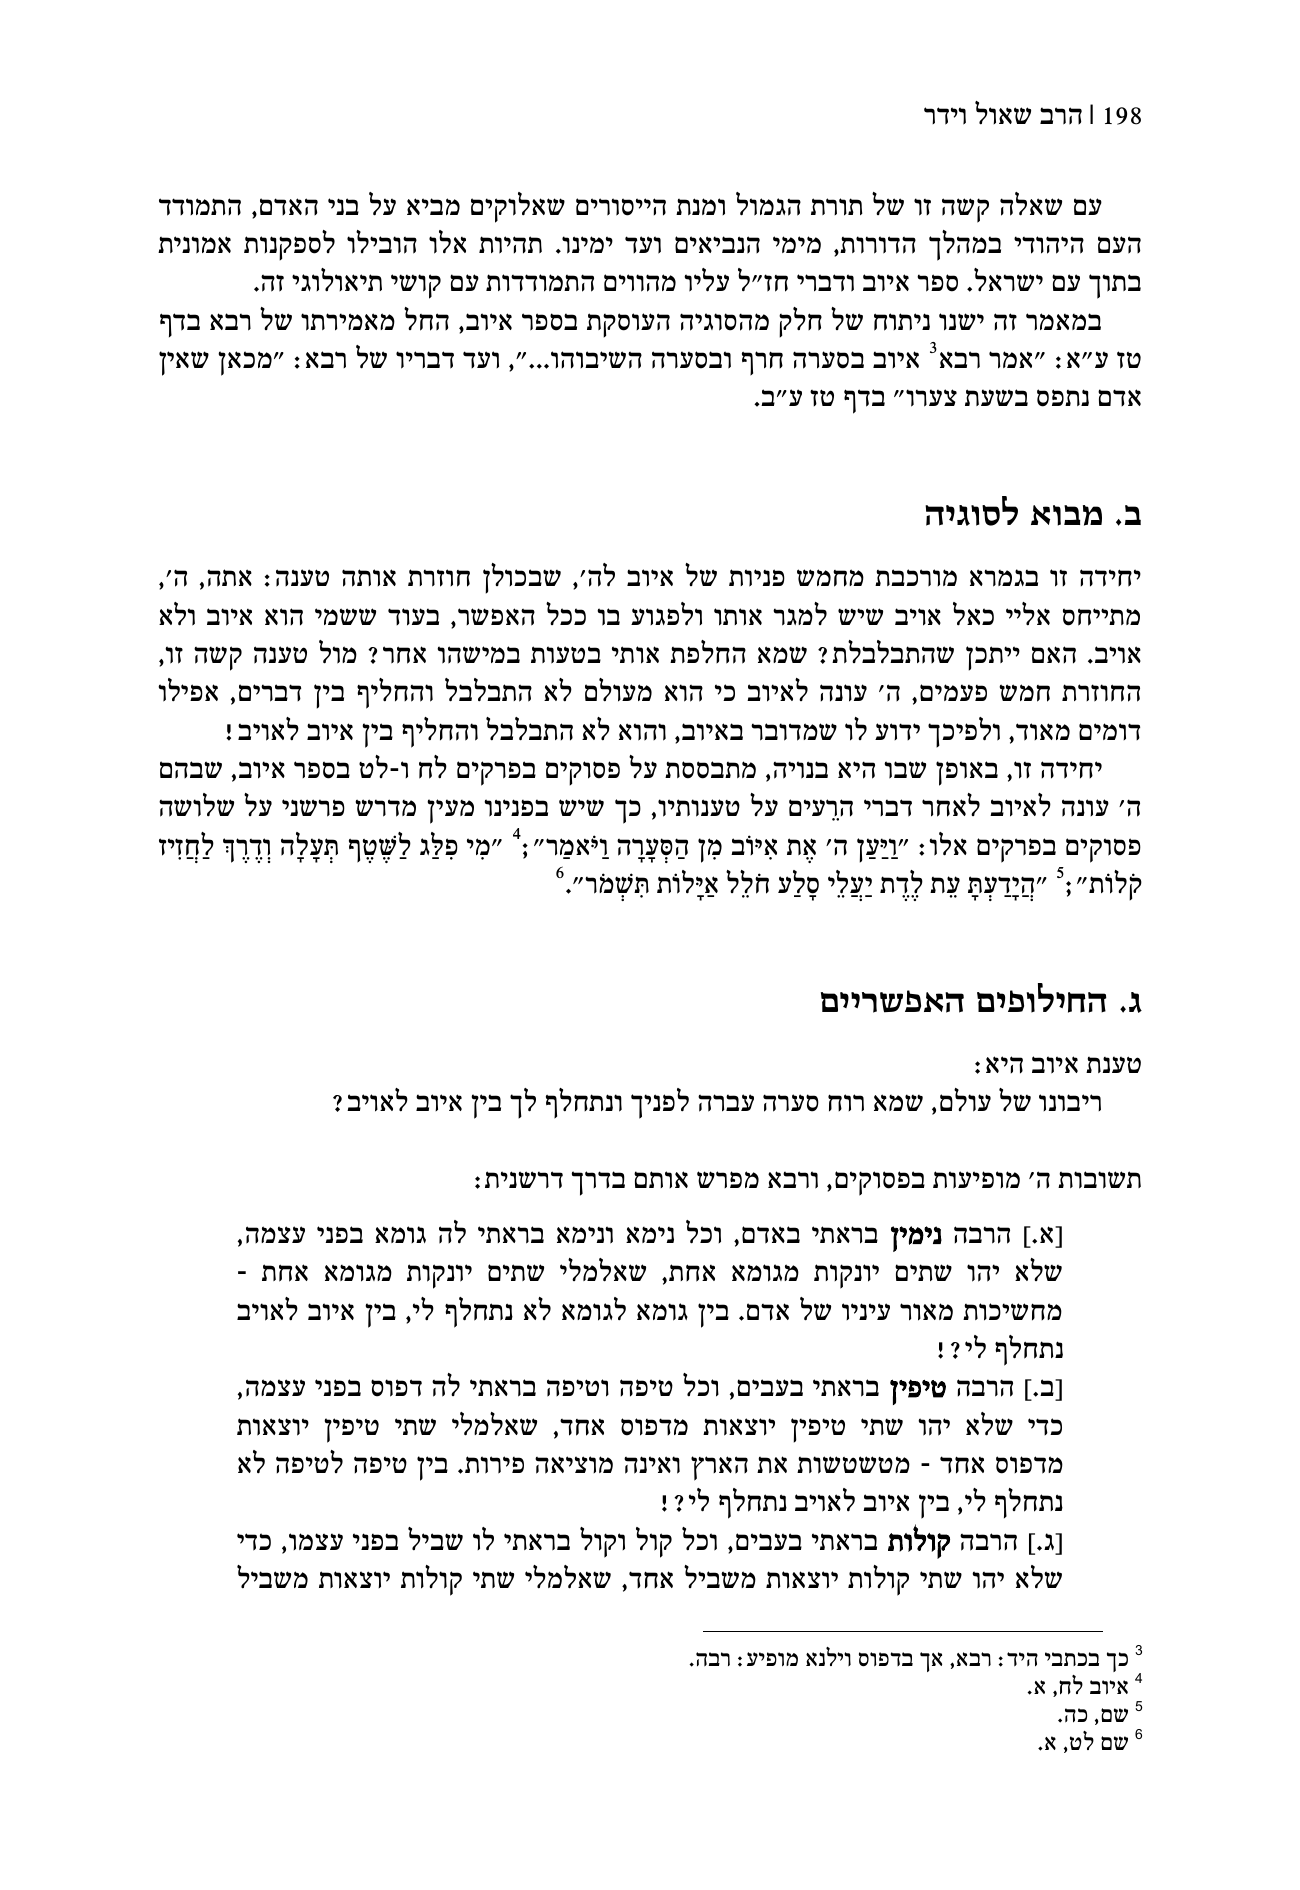 198 | הרב שאול וידר
עם שאלה קשה זו של תורת הגמול ומנת הייסורים שאלוקים מביא על בני האדם, התמודד
העם היהודי במהלך הדורות, מימי הנביאים ועד ימינו. תהיות אלו הובילו לספקנות אמונית
בתוך עם ישראל. ספר איוב ודברי חז״ל עליו מהווים התמודדות עם קושי תיאולוגי זה.
במאמר זה ישנו ניתוח של חלק מהסוגיה העוסקת בספר איוב, החל מאמירתו של רבא בדף
טז ע״א: ״אמר רבא³ איוב בסערה חרף ובסערה השיבוהו...״, ועד דבריו של רבא: ״מכאן שאין
אדם נתפס בשעת צערו״ בדף טז ע״ב.
ב. מבוא לסוגיה
יחידה זו בגמרא מורכבת מחמש פניות של איוב לה׳, שבכולן חוזרת אותה טענה: אתה, ה׳,
מתייחס אליי כאל אויב שיש למגר אותו ולפגוע בו ככל האפשר, בעוד ששמי הוא איוב ולא
אויב. האם ייתכן שהתבלבלת? שמא החלפת אותי בטעות במישהו אחר? מול טענה קשה זו,
החוזרת חמש פעמים, ה׳ עונה לאיוב כי הוא מעולם לא התבלבל והחליף בין דברים, אפילו
דומים מאוד, ולפיכך ידוע לו שמדובר באיוב, והוא לא התבלבל והחליף בין איוב לאויב!
יחידה זו, באופן שבו היא בנויה, מתבססת על פסוקים בפרקים לח ו-לט בספר איוב, שבהם
ה׳ עונה לאיוב לאחר דברי הרֵעים על טענותיו, כך שיש בפנינו מעין מדרש פרשני על שלושה
פסוקים בפרקים אלו: ״וַיַּעַן ה׳ אֶת אִיּוֹב מִן הַסְּעָרָה וַיֹּאמַר״;⁴ ״מִי פִלַּג לַשֶּׁטֶף תְּעָלָה וְדֶרֶךְ לַחֲזִיז
קֹלוֹת״;⁵ ״הֲיָדַעְתָּ עֵת לֶדֶת יַעֲלֵי סָלַע חֹלֵל אַיָּלוֹת תִּשְׁמֹר״.⁶
ג. החילופים האפשריים
טענת איוב היא:
ריבונו של עולם, שמא רוח סערה עברה לפניך ונתחלף לך בין איוב לאויב?
תשובות ה׳ מופיעות בפסוקים, ורבא מפרש אותם בדרך דרשנית:
[א.] הרבה נימין בראתי באדם, וכל נימא ונימא בראתי לה גומא בפני עצמה,
שלא יהו שתים יונקות מגומא אחת, שאלמלי שתים יונקות מגומא אחת -
מחשיכות מאור עיניו של אדם. בין גומא לגומא לא נתחלף לי, בין איוב לאויב
נתחלף לי?!
[ב.] הרבה טיפין בראתי בעבים, וכל טיפה וטיפה בראתי לה דפוס בפני עצמה,
כדי שלא יהו שתי טיפין יוצאות מדפוס אחד, שאלמלי שתי טיפין יוצאות
מדפוס אחד - מטשטשות את הארץ ואינה מוציאה פירות. בין טיפה לטיפה לא
נתחלף לי, בין איוב לאויב נתחלף לי?!
[ג.] הרבה קולות בראתי בעבים, וכל קול וקול בראתי לו שביל בפני עצמו, כדי
שלא יהו שתי קולות יוצאות משביל אחד, שאלמלי שתי קולות יוצאות משביל
³ כך בכתבי היד: רבא, אך בדפוס וילנא מופיע: רבה.
⁴ איוב לח, א.
⁵ שם, כה.
⁶ שם לט, א.